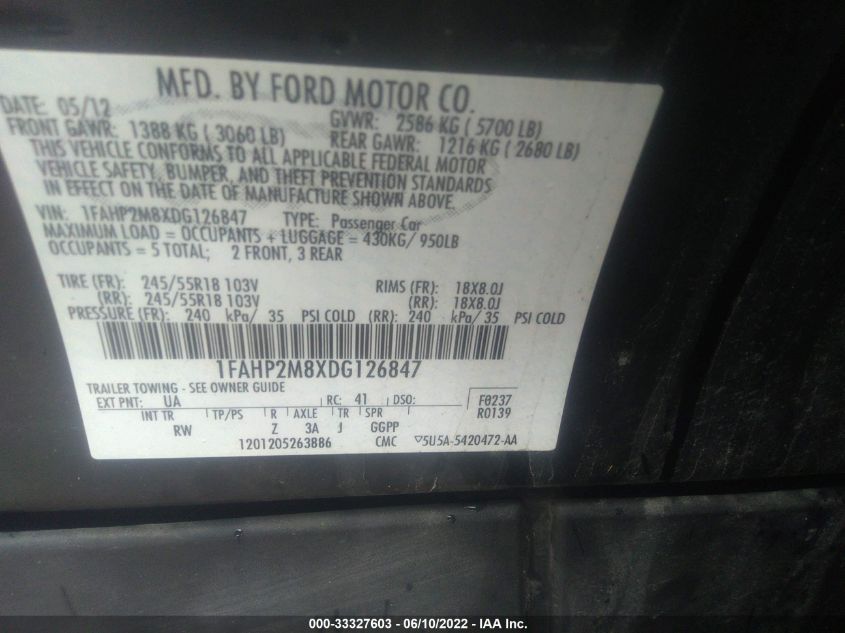 MFD. BY FORD MOTOR CO.
DATE: 05/12 GVWR: 2586 KG ( 5700 LB)
FRONT GAWR: 1388 KG ( 3060 LB) REAR GAWR: 1216 KG ( 2680 LB)
THIS VEHICLE CONFORMS TO ALL APPLICABLE FEDERAL MOTOR
VEHICLE SAFETY, BUMPER, AND THEFT PREVENTION STANDARDS
IN EFFECT ON THE DATE OF MANUFACTURE SHOWN ABOVE.
VIN: 1FAHP2M8XDG126847 TYPE: Passenger Car
MAXIMUM LOAD = OCCUPANTS + LUGGAGE = 430KG/ 950LB
OCCUPANTS = 5 TOTAL; 2 FRONT, 3 REAR
TIRE (FR): 245/55R18 103V RIMS (FR): 18X8.0J
(RR): 245/55R18 103V (RR): 18X8.0J
PRESSURE (FR): 240 kPa/ 35 PSI COLD (RR): 240 kPa/ 35 PSI COLD
1FAHP2M8XDG126847
TRAILER TOWING - SEE OWNER GUIDE
EXT PNT: UA RC: 41 DSO: F0237
INT TR TP/PS R AXLE TR SPR R0139
RW Z 3A J GGPP
1201205263886 CMC ▽5U5A-5420472-AA
000-33327603 - 06/10/2022 - IAA Inc.